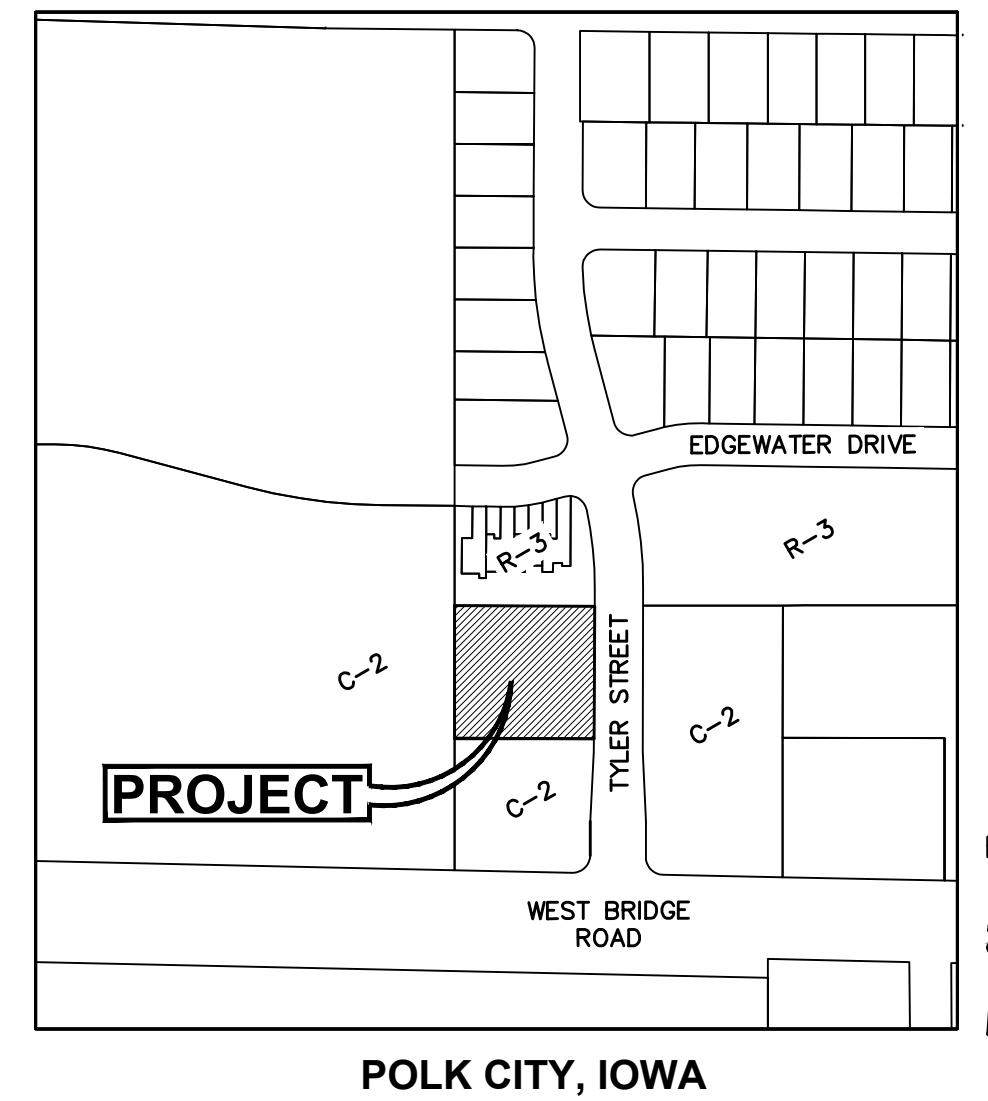 EDGEWATER DRIVE
R-3
R-3
TYLER STREET
C-2
C-2
PROJECT
C-2
WEST BRIDGE
ROAD
POLK CITY, IOWA